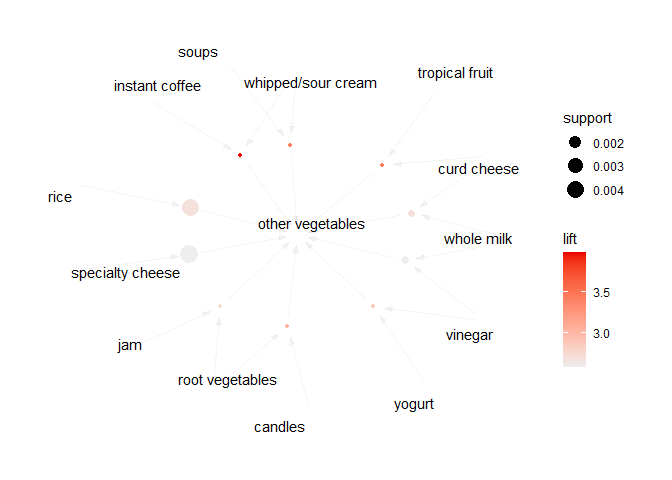 soups
instant coffee
whipped/sour cream
tropical fruit
curd cheese
rice
other vegetables
whole milk
specialty cheese
jam
vinegar
root vegetables
yogurt
candles
support
0.002
0.003
0.004
lift
3.5
3.0